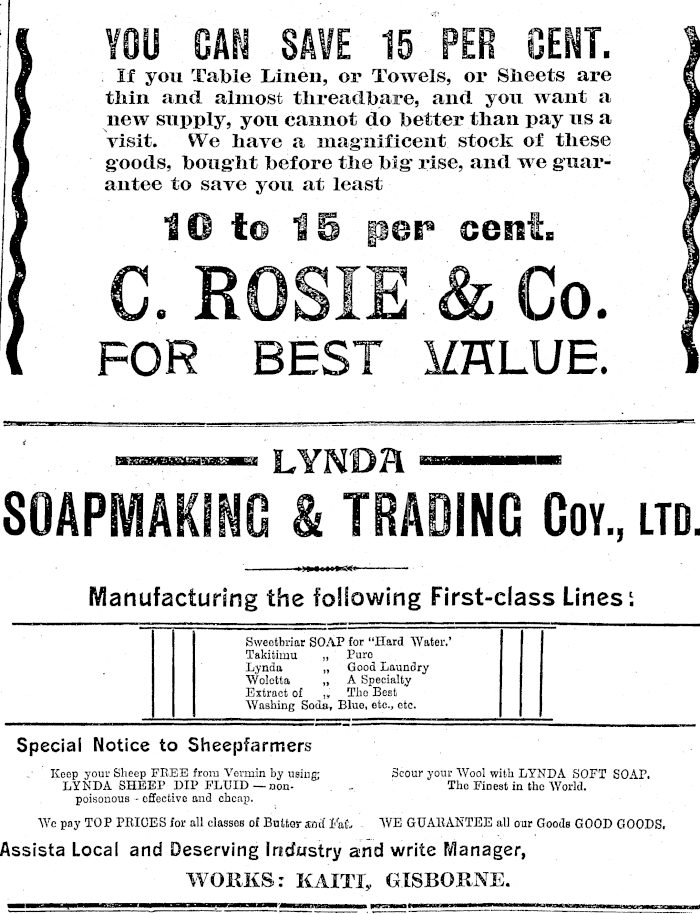 YOU CAN SAVE 15 PER CENT.
If you Table Linen, or Towels, or Sheets are
thin and almost threadbare, and you want a
new supply, you cannot do better than pay us a
visit. We have a magnificent stock of these
goods, bought before the big rise, and we guar-
antee to save you at least
10 to 15 per cent.
C. ROSIE & Co.
FOR BEST VALUE.
LYNDA
SOAPMAKING & TRADING COY., LTD.
Manufacturing the following First-class Lines:
Sweetbriar SOAP for "Hard Water.'
Takitimu „ Pure
Lynda „ Good Laundry
Woletta „ A Specialty
Extract of „ The Best
Washing Soda, Blue, etc., etc.
Special Notice to Sheepfarmers
Keep your Sheep FREE from Vermin by using;
LYNDA SHEEP DIP FLUID — non-
poisonous - effective and cheap.
Scour your Wool with LYNDA SOFT SOAP.
The Finest in the World.
We pay TOP PRICES for all classes of Butter and Fat.
WE GUARANTEE all our Goods GOOD GOODS.
Assista Local and Deserving Industry and write Manager,
WORKS: KAITI, GISBORNE.